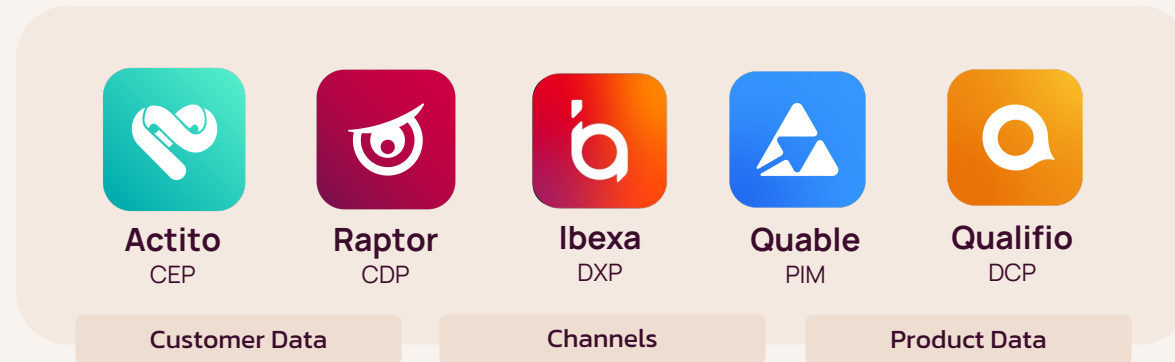 Actito
CEP
Raptor
CDP
Ibexa
DXP
Quable
PIM
Qualifio
DCP
Customer Data
Channels
Product Data